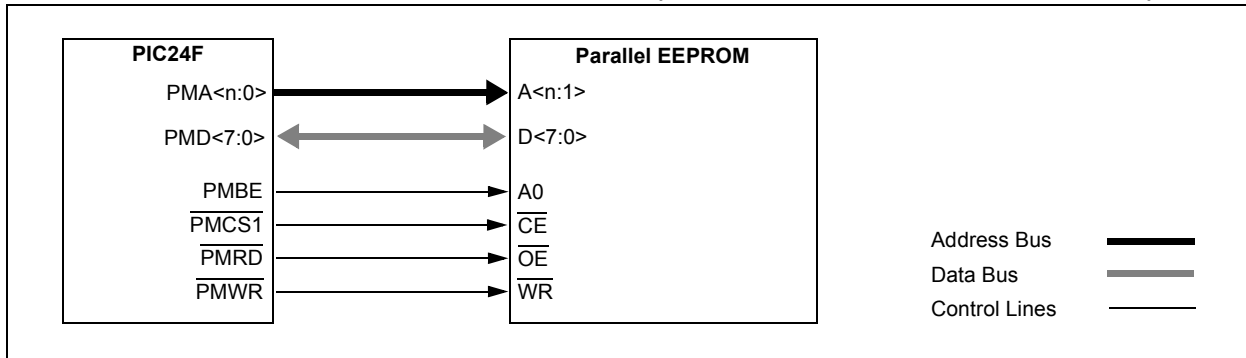 PIC24F
Parallel EEPROM
PMA<n:0>
A<n:1>
PMD<7:0>
D<7:0>
PMBE
A0
PMCS1
CE
PMRD
OE
PMWR
WR
Address Bus
Data Bus
Control Lines